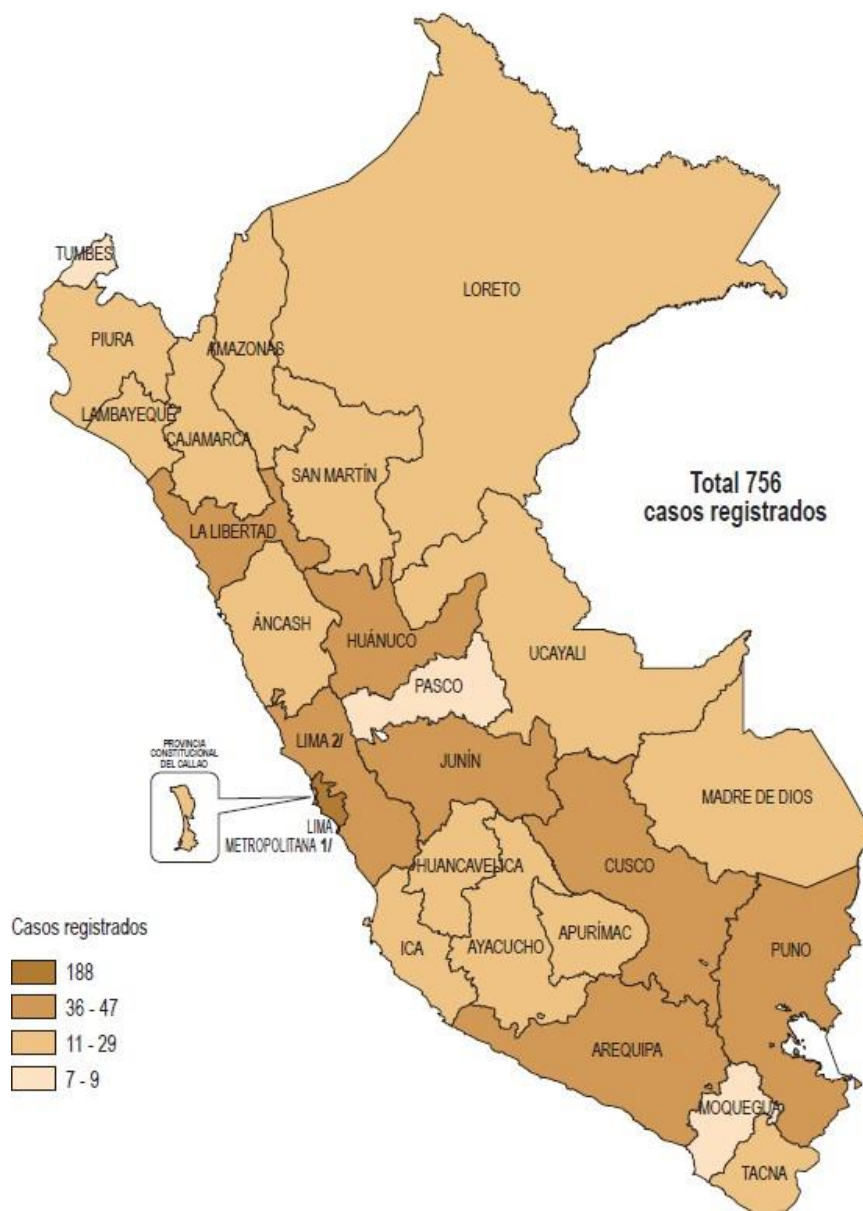 TUMBES
LORETO
PIURA
AMAZONAS
LAMBAYEQUE
CAJAMARCA
SAN MARTÍN
Total 756
casos registrados
LA LIBERTAD
ÁNCASH
HUÁNUCO
UCAYALI
PASCO
LIMA 2/
JUNÍN
PROVINCIA
CONSTITUCIONAL
DEL CALLAO
MADRE DE DIOS
LIMA
METROPOLITANA 1/
HUANCAVELICA
CUSCO
ICA
AYACUCHO
APURÍMAC
PUNO
AREQUIPA
MOQUEGUA
TACNA
Casos registrados
188
36 - 47
11 - 29
7 - 9